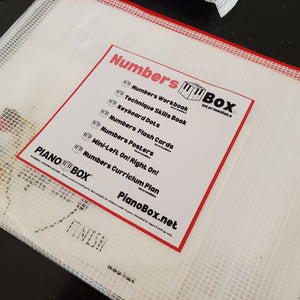 Numbers Box
Numbers Workbook
Technique Skills Book
Keyboard Dots
Numbers Flash Cards
Numbers Posters
Mini-Left On! Right On!
Numbers Curriculum Plan
PIANO BOX
PianoBox.net
FINISH